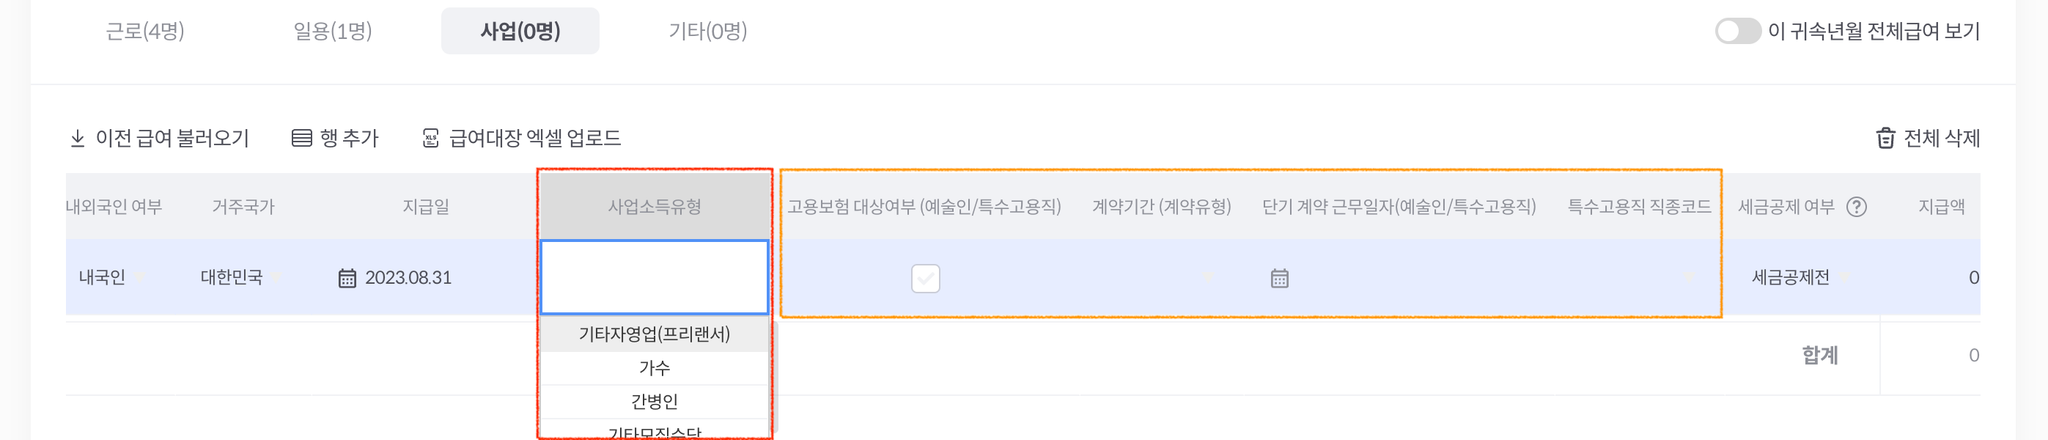 근로(4명) 일용(1명) 사업(0명) 기타(0명) 이 귀속년월 전체급여 보기
이전 급여 불러오기 행 추가 급여대장 엑셀 업로드 전체 삭제
내외국인 여부 거주국가 지급일 사업소득유형 고용보험 대상여부 (예술인/특수고용직) 계약기간 (계약유형) 단기 계약 근무일자(예술인/특수고용직) 특수고용직 직종코드 세금공제 여부 ? 지급액
내국인 대한민국 2023.08.31 세금공제전 0
기타자영업(프리랜서)
합계 0
가수
간병인
기타모집수당